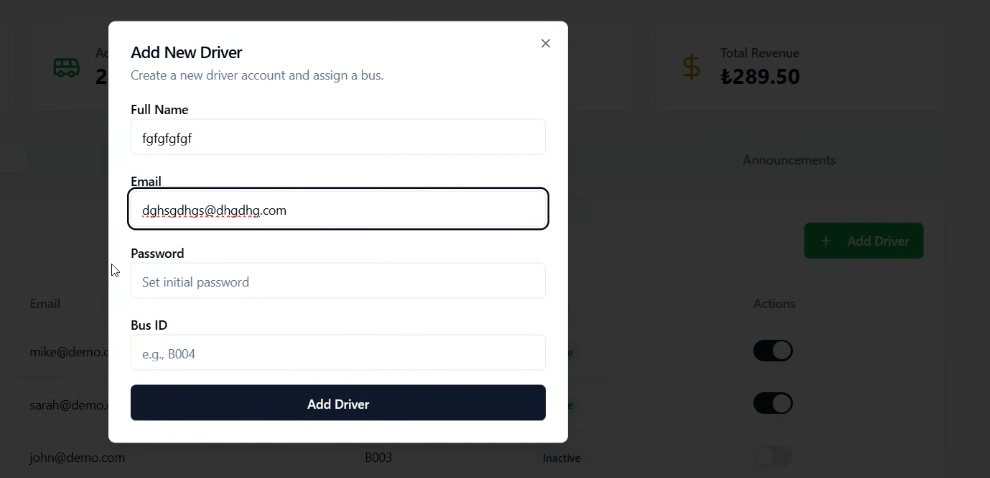 Add New Driver
Create a new driver account and assign a bus.
Full Name
fgfgfgfgf
Email
dghsgdhgs@dhgdhg.com
Password
Set initial password
Bus ID
e.g., B004
Add Driver
2
Total Revenue
₺289.50
Announcements
+ Add Driver
Email
Actions
mike@demo.c
sarah@demo.
john@demo.com
B003
Inactive